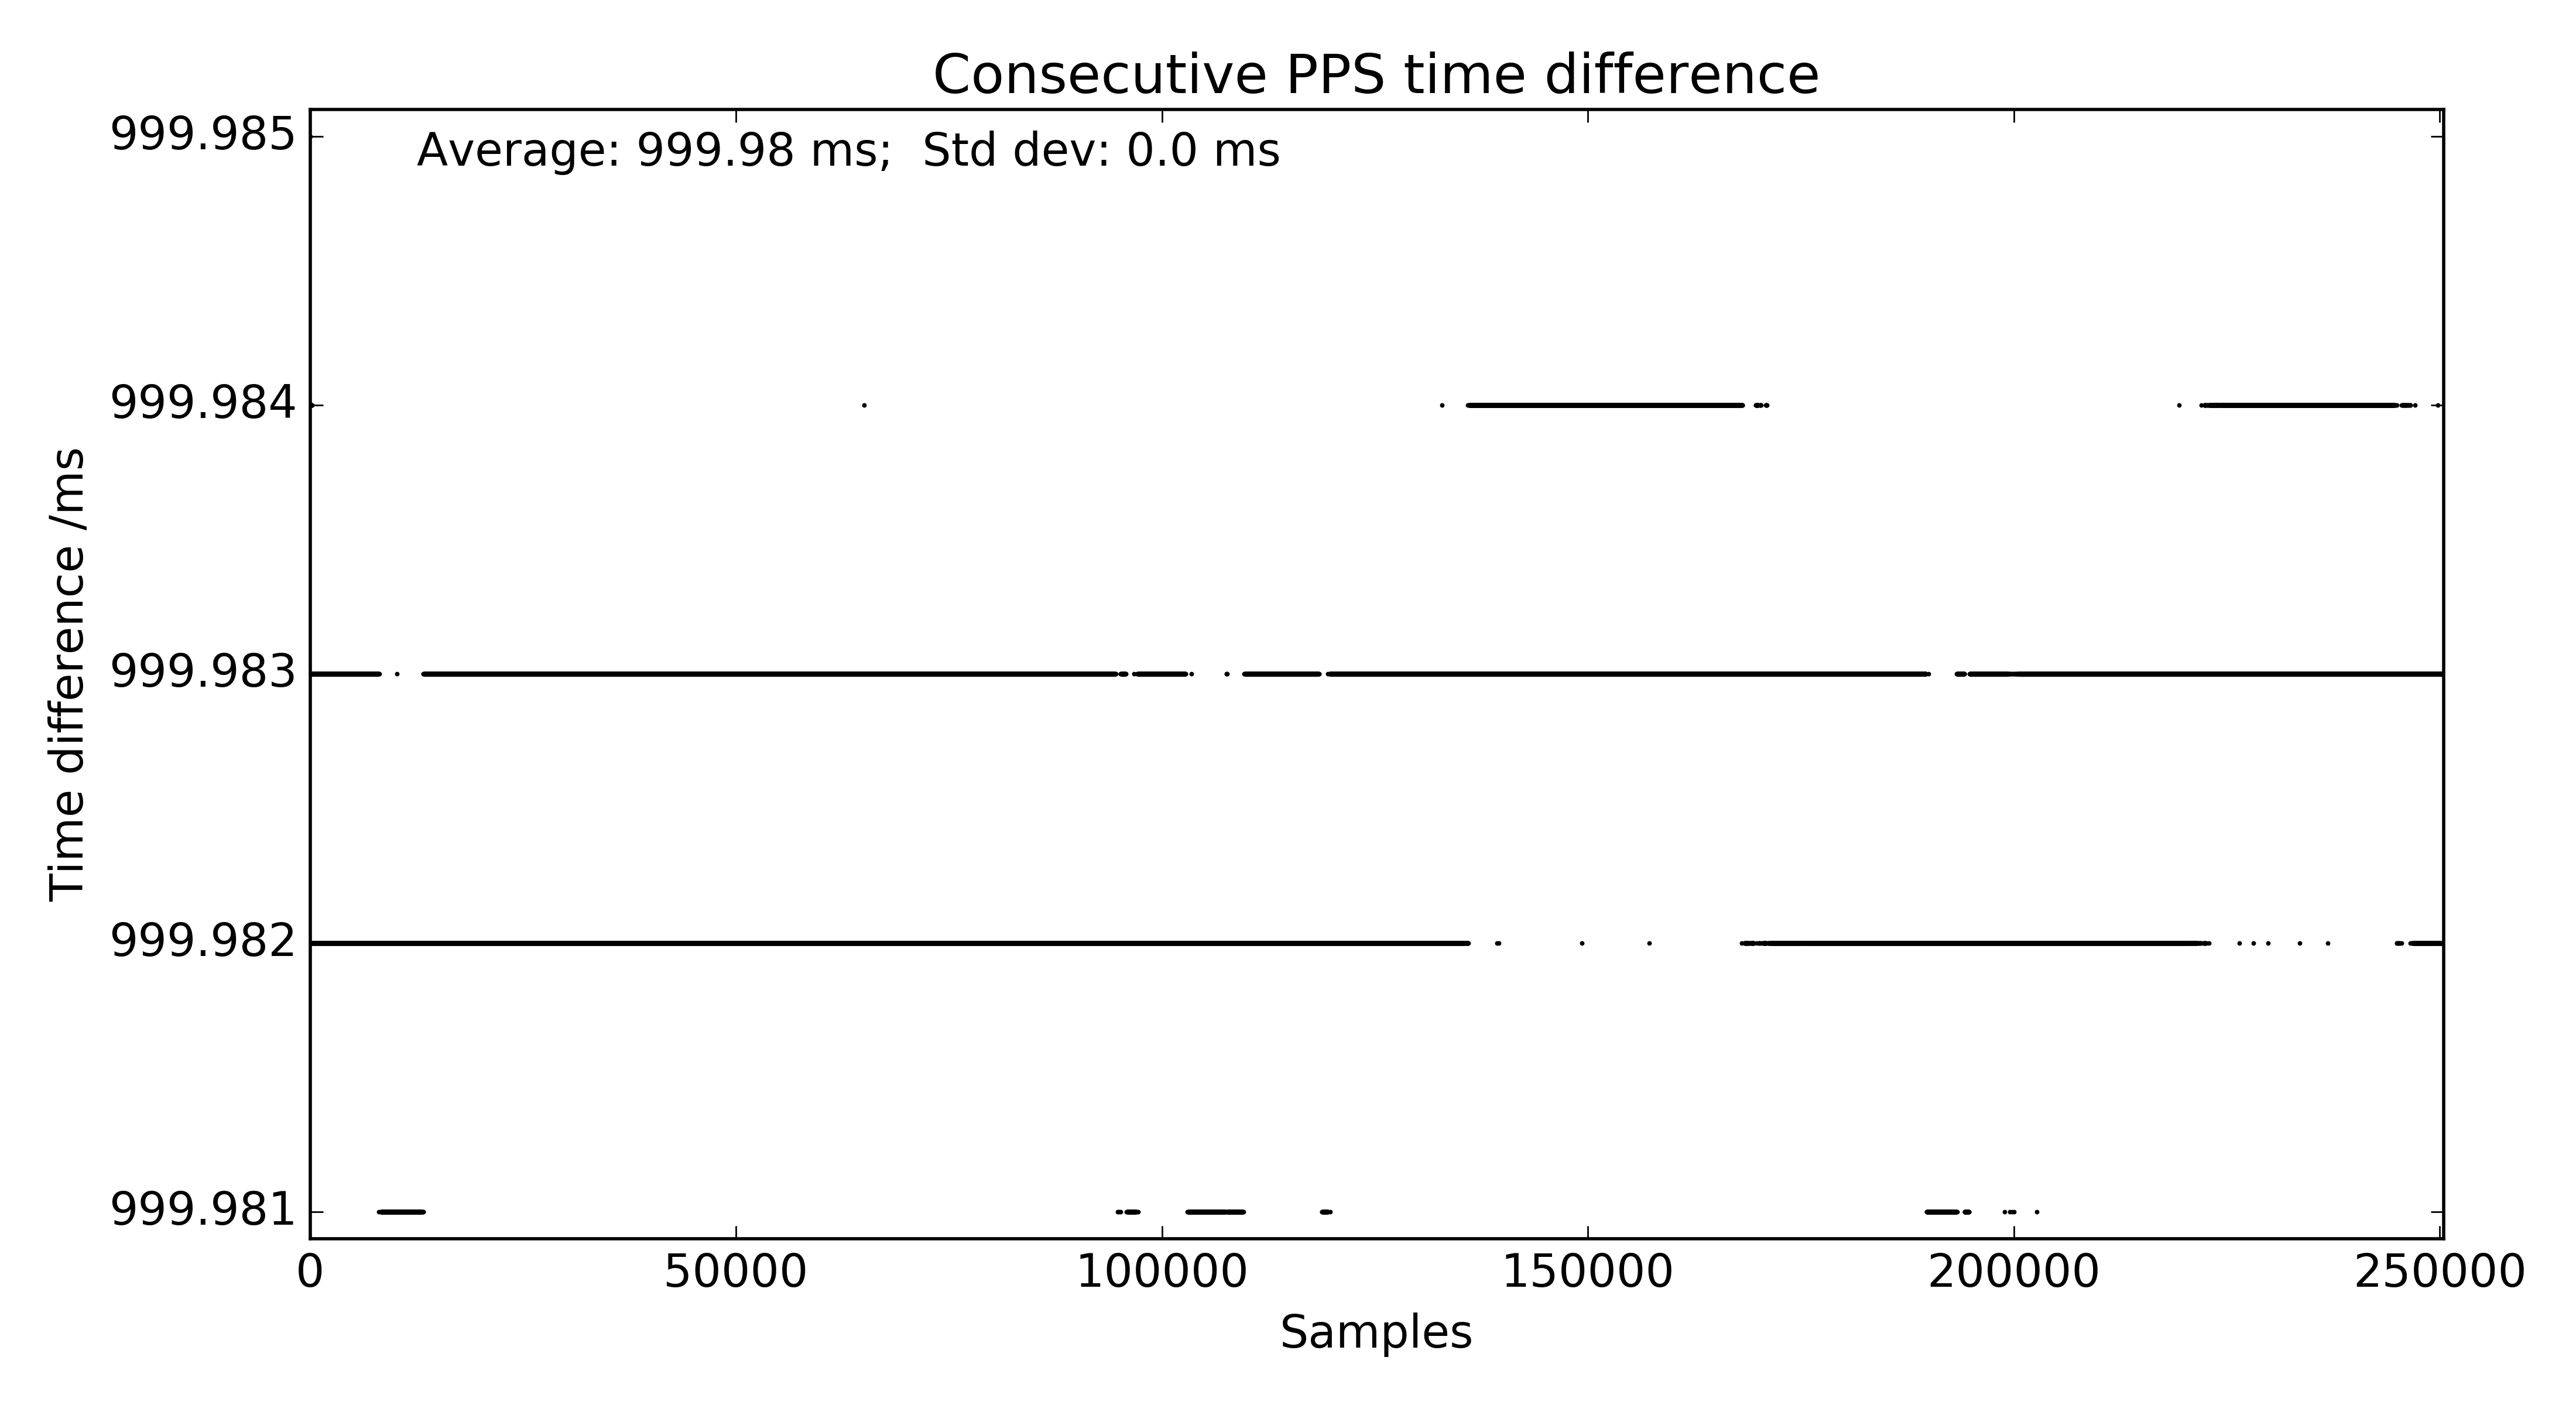 Consecutive PPS time difference
Average: 999.98 ms;  Std dev: 0.0 ms
999.985
999.984
999.983
999.982
999.981
Time difference /ms
0 50000 100000 150000 200000 250000
Samples